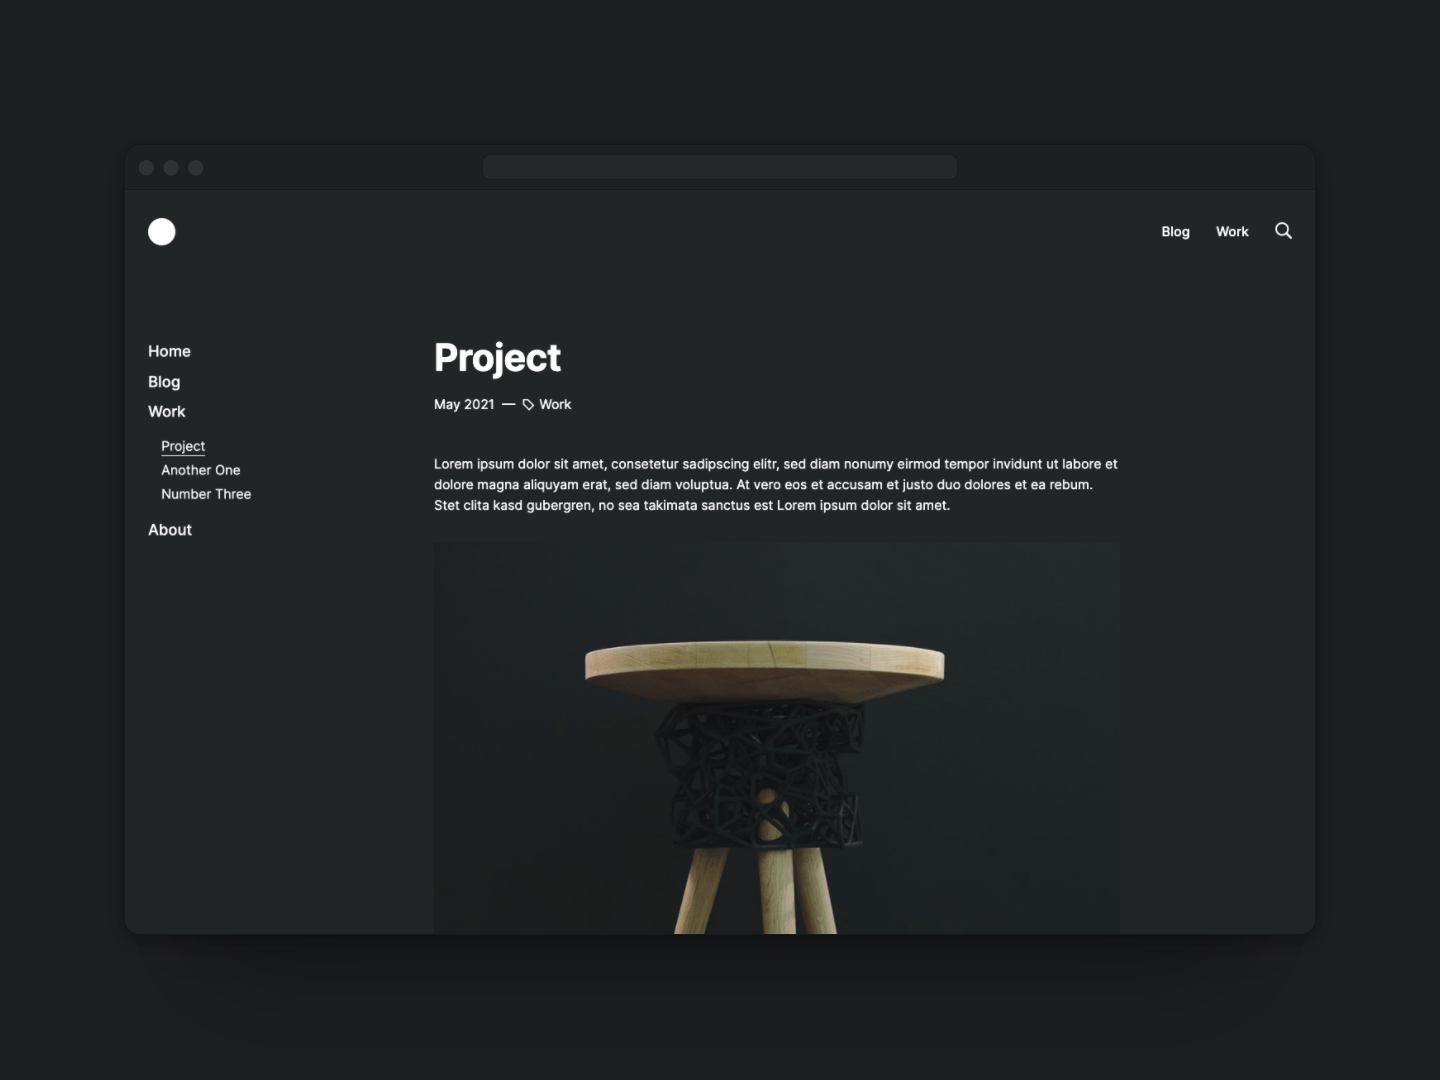 Blog Work
Home
Blog
Work
Project
Another One
Number Three
About
Project
May 2021 — Work
Lorem ipsum dolor sit amet, consetetur sadipscing elitr, sed diam nonumy eirmod tempor invidunt ut labore et
dolore magna aliquyam erat, sed diam voluptua. At vero eos et accusam et justo duo dolores et ea rebum.
Stet clita kasd gubergren, no sea takimata sanctus est Lorem ipsum dolor sit amet.